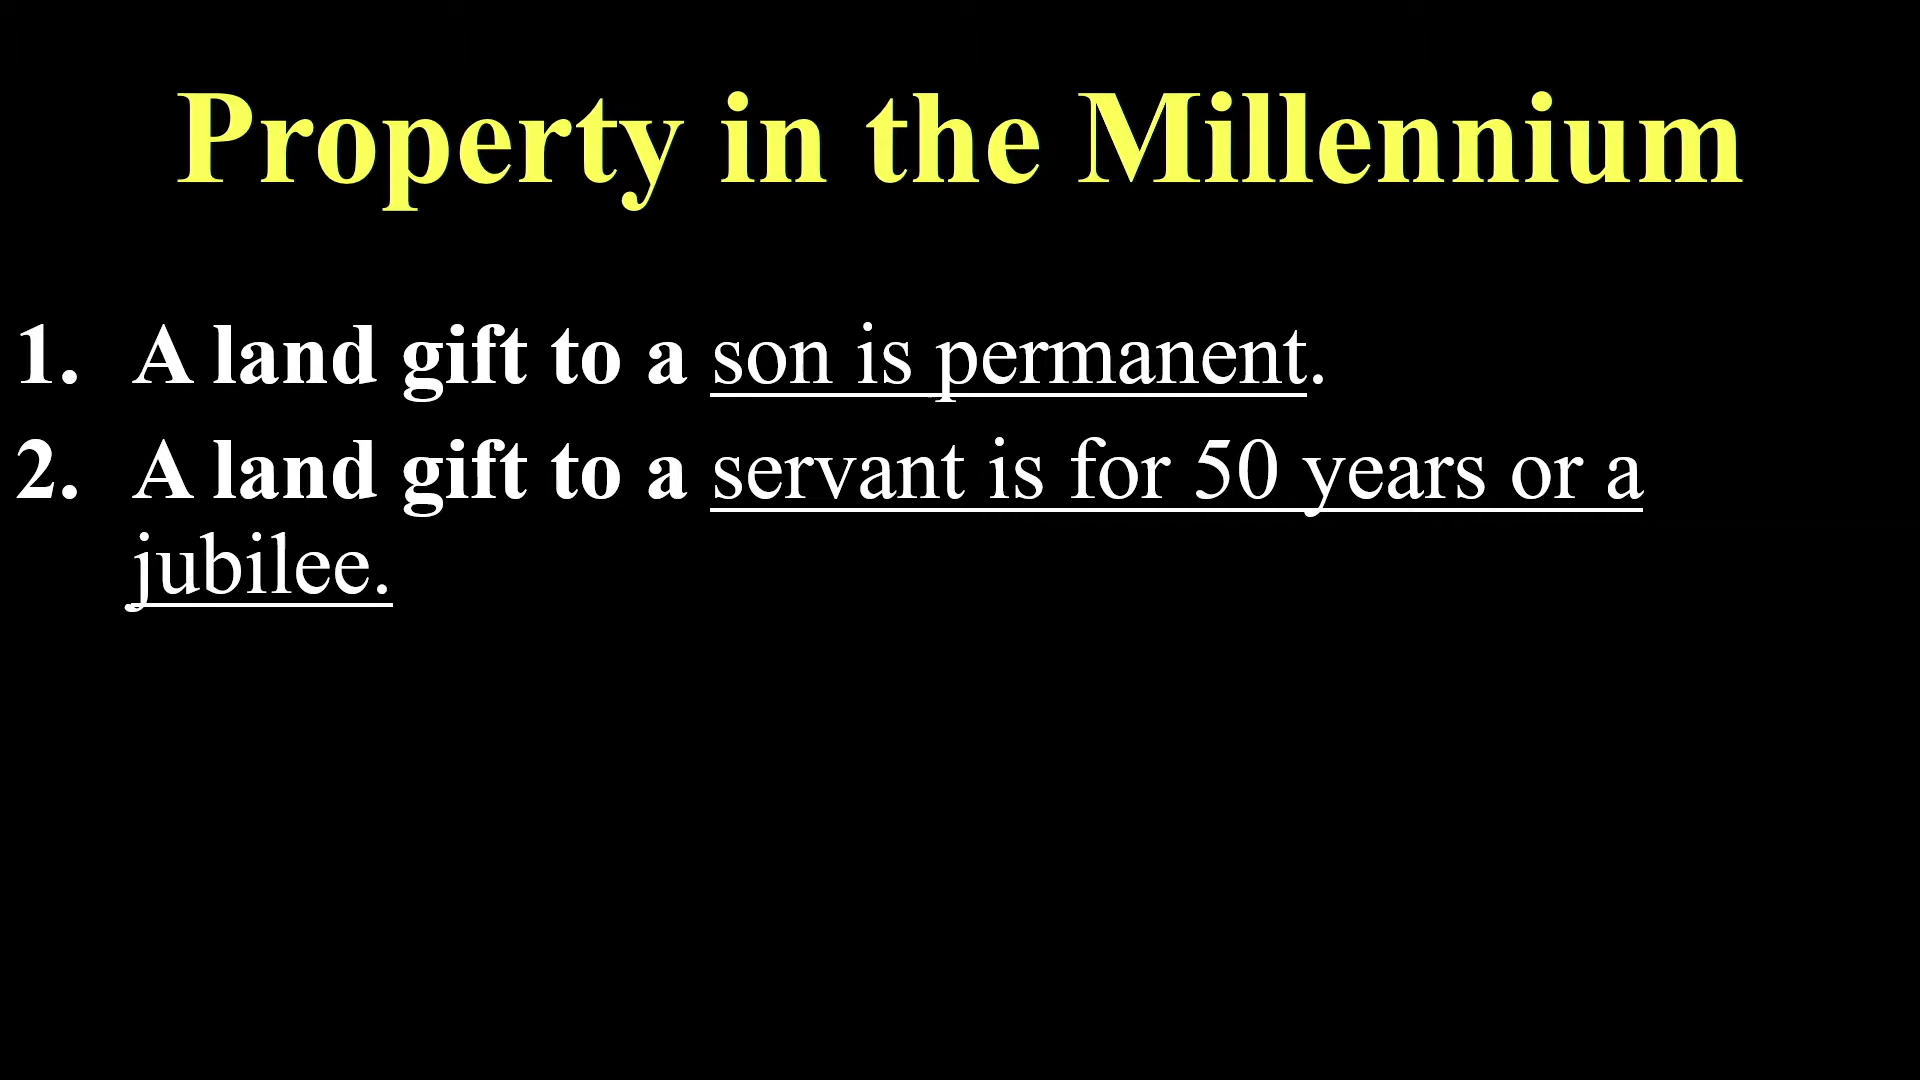 Property in the Millennium
1. A land gift to a son is permanent.
2. A land gift to a servant is for 50 years or a
jubilee.